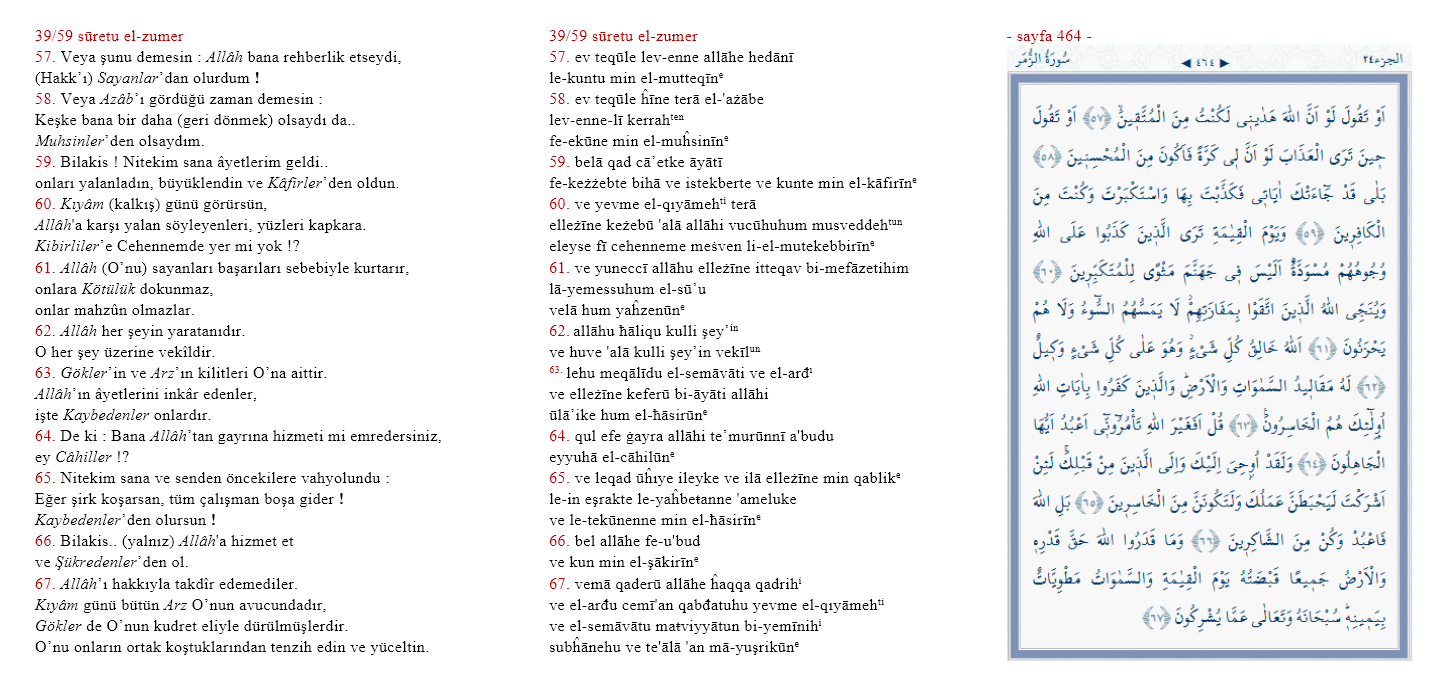 39/59 sūretu el-zumer
57. Veya şunu demesin : Allâh bana rehberlik etseydi,
(Hakk’ı) Sayanlar’dan olurdum !
58. Veya Azâb’ı gördüğü zaman demesin :
Keşke bana bir daha (geri dönmek) olsaydı da..
Muhsinler’den olsaydım.
59. Bilakis ! Nitekim sana âyetlerim geldi..
onları yalanladın, büyüklendin ve Kâfirler’den oldun.
60. Kıyâm (kalkış) günü görürsün,
Allâh'a karşı yalan söyleyenleri, yüzleri kapkara.
Kibirliler’e Cehennemde yer mi yok !?
61. Allâh (O’nu) sayanları başarıları sebebiyle kurtarır,
onlara Kötülük dokunmaz,
onlar mahzûn olmazlar.
62. Allâh her şeyin yaratanıdır.
O her şey üzerine vekîldir.
63. Gökler’in ve Arz’ın kilitleri O’na aittir.
Allâh’ın âyetlerini inkâr edenler,
işte Kaybedenler onlardır.
64. De ki : Bana Allâh’tan gayrına hizmeti mi emredersiniz,
ey Câhiller !?
65. Nitekim sana ve senden öncekilere vahyolundu :
Eğer şirk koşarsan, tüm çalışman boşa gider !
Kaybedenler’den olursun !
66. Bilakis.. (yalnız) Allâh'a hizmet et
ve Şükredenler’den ol.
67. Allâh’ı hakkıyla takdîr edemediler.
Kıyâm günü bütün Arz O’nun avucundadır,
Gökler de O’nun kudret eliyle dürülmüşlerdir.
O’nu onların ortak koştuklarından tenzih edin ve yüceltin.
39/59 sūretu el-zumer
57. ev teqūle lev-enne allāhe hedānī
le-kuntu min el-mutteqīnᵉ
58. ev teqūle ĥīne terā el-'ażābe
lev-enne-lī kerrahᵗᵉⁿ
fe-ekūne min el-muĥsinīnᵉ
59. belā qad cā’etke āyātī
fe-keżżebte bihā ve istekberte ve kunte min el-kāfirīnᵉ
60. ve yevme el-qıyāmehᵗⁱ terā
elleżīne keżebū 'alā allāhi vucūhuhum musveddehᵗᵘⁿ
eleyse fī cehenneme meśven li-el-mutekebbirīnᵉ
61. ve yuneccī allāhu elleżīne itteqav bi-mefāzetihim
lā-yemessuhum el-sū’u
velā hum yaĥzenūnᵉ
62. allāhu ħāliqu kulli şey’ⁱⁿ
ve huve 'alā kulli şey’in vekīlᵘⁿ
63. lehu meqālīdu el-semāvāti ve el-arđⁱ
ve elleżīne keferū bi-āyāti allāhi
ūlā’ike hum el-ħāsirūnᵉ
64. qul efe ġayra allāhi te’murūnnī a'budu
eyyuhā el-cāhilūnᵉ
65. ve leqad ūĥıye ileyke ve ilā elleżīne min qablikᵉ
le-in eşrakte le-yaĥbeŧanne 'ameluke
ve le-tekūnenne min el-ħāsirīnᵉ
66. bel allāhe fe-u'bud
ve kun min el-şākirīnᵉ
67. vemā qaderū allāhe ĥaqqa qadrihⁱ
ve el-arđu cemī'an qabđatuhu yevme el-qıyāmehᵗⁱ
ve el-semāvātu maŧviyyātun bi-yemīnihⁱ
subĥānehu ve te'ālā 'an mā-yuşrikūnᵉ
- sayfa 464 -
الجزء٢٤ ◀ ٤٦٤ ▶ سُورَةُ الزُّمَر
اَوْ تَقُولَ لَوْ اَنَّ اللّٰهَ هَدٰينٖى لَكُنْتُ مِنَ الْمُتَّقٖينَۙ ﴿٥٧﴾ اَوْ تَقُولَ
حٖينَ تَرَى الْعَذَابَ لَوْ اَنَّ لٖى كَرَّةً فَاَكُونَ مِنَ الْمُحْسِنٖينَ ﴿٥٨﴾
بَلٰى قَدْ جَٓاءَتْكَ اٰيَاتٖى فَكَذَّبْتَ بِهَا وَاسْتَكْبَرْتَ وَكُنْتَ مِنَ
الْكَافِرٖينَ ﴿٥٩﴾ وَيَوْمَ الْقِيٰمَةِ تَرَى الَّذٖينَ كَذَبُوا عَلَى اللّٰهِ
وُجُوهُهُمْ مُسْوَدَّةٌؕ اَلَيْسَ فٖى جَهَنَّمَ مَثْوًى لِلْمُتَكَبِّرٖينَ ﴿٦٠﴾
وَيُنَجِّى اللّٰهُ الَّذٖينَ اتَّقَوْا بِمَفَازَتِهِمْؗ لَا يَمَسُّهُمُ السُّٓوءُ وَلَا هُمْ
يَحْزَنُونَ ﴿٦١﴾ اَللّٰهُ خَالِقُ كُلِّ شَیْءٍؗ وَهُوَ عَلٰى كُلِّ شَیْءٍ وَكٖيلٌ
﴿٦٢﴾ لَهُ مَقَالٖيدُ السَّمٰوَاتِ وَالْاَرْضِؕ وَالَّذٖينَ كَفَرُوا بِاٰيَاتِ اللّٰهِ
اُولٰٓئِكَ هُمُ الْخَاسِرُونَ۟ ﴿٦٣﴾ قُلْ اَفَغَيْرَ اللّٰهِ تَأْمُرُٓونّٖٓى اَعْبُدُ اَيُّهَا
الْجَاهِلُونَ ﴿٦٤﴾ وَلَقَدْ اُوحِىَ اِلَيْكَ وَاِلَى الَّذٖينَ مِنْ قَبْلِكَۚ لَئِنْ
اَشْرَكْتَ لَيَحْبَطَنَّ عَمَلُكَ وَلَتَكُونَنَّ مِنَ الْخَاسِرٖينَ ﴿٦٥﴾ بَلِ اللّٰهَ
فَاعْبُدْ وَكُنْ مِنَ الشَّاكِرٖينَ ﴿٦٦﴾ وَمَا قَدَرُوا اللّٰهَ حَقَّ قَدْرِهٖ
وَالْاَرْضُ جَمٖيعًا قَبْضَتُهُ يَوْمَ الْقِيٰمَةِ وَالسَّمٰوَاتُ مَطْوِيَّاتٌ
بِيَمٖينِهٖؕ سُبْحَانَهُ وَتَعَالٰى عَمَّا يُشْرِكُونَ ﴿٦٧﴾